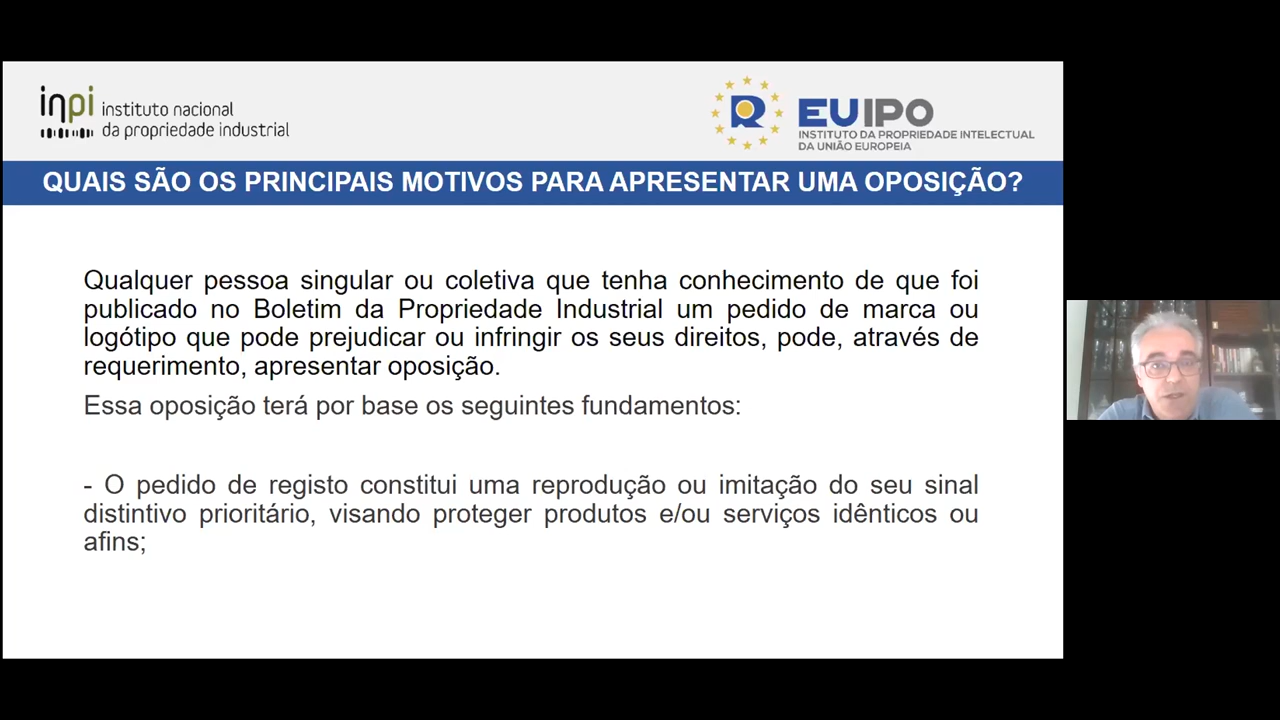 inpi instituto nacional
da propriedade industrial
R
EUIPO
INSTITUTO DA PROPRIEDADE INTELECTUAL
DA UNIÃO EUROPEIA
QUAIS SÃO OS PRINCIPAIS MOTIVOS PARA APRESENTAR UMA OPOSIÇÃO?
Qualquer pessoa singular ou coletiva que tenha conhecimento de que foi
publicado no Boletim da Propriedade Industrial um pedido de marca ou
logótipo que pode prejudicar ou infringir os seus direitos, pode, através de
requerimento, apresentar oposição.
Essa oposição terá por base os seguintes fundamentos:
- O pedido de registo constitui uma reprodução ou imitação do seu sinal
distintivo prioritário, visando proteger produtos e/ou serviços idênticos ou
afins;